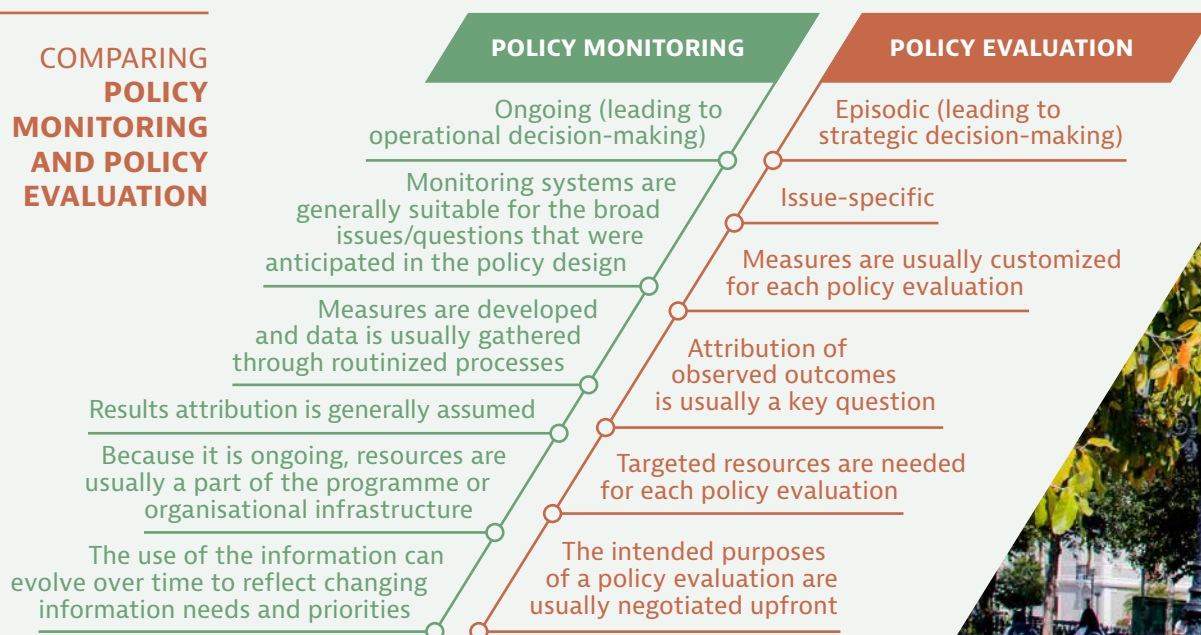 COMPARING
POLICY
MONITORING
AND POLICY
EVALUATION
POLICY MONITORING
Ongoing (leading to
operational decision-making)
Monitoring systems are
generally suitable for the broad
issues/questions that were
anticipated in the policy design
Measures are developed
and data is usually gathered
through routinized processes
Results attribution is generally assumed
Because it is ongoing, resources are
usually a part of the programme or
organisational infrastructure
The use of the information can
evolve over time to reflect changing
information needs and priorities
POLICY EVALUATION
Episodic (leading to
strategic decision-making)
Issue-specific
Measures are usually customized
for each policy evaluation
Attribution of
observed outcomes
is usually a key question
Targeted resources are needed
for each policy evaluation
The intended purposes
of a policy evaluation are
usually negotiated upfront